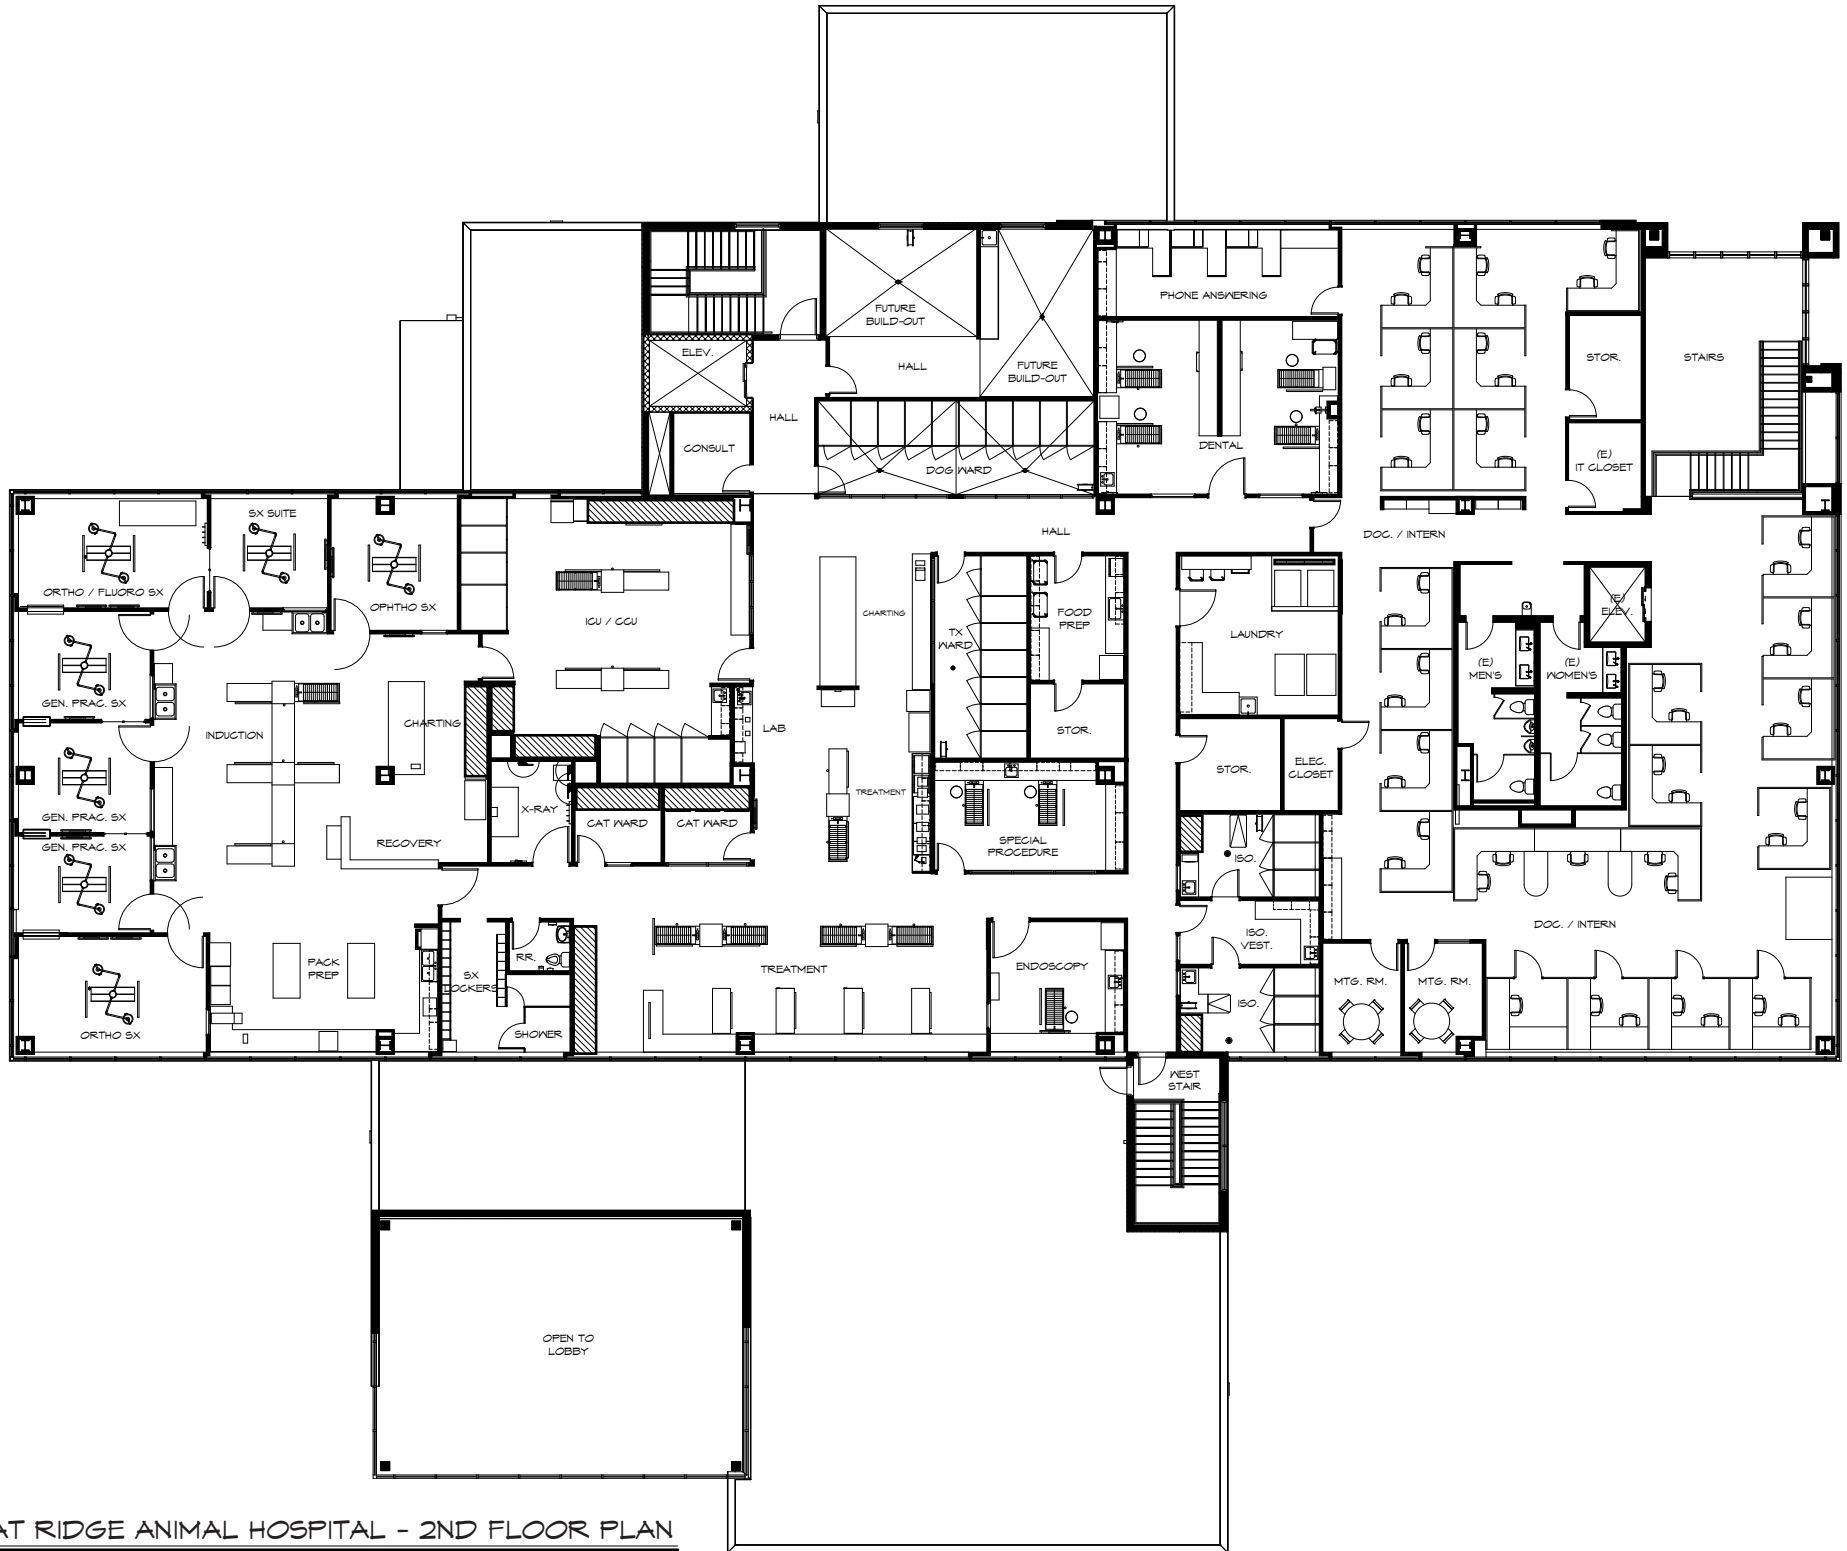 PHONE ANSWERING
FUTURE
BUILD-OUT
ELEV.
HALL
FUTURE
BUILD-OUT
STOR.
STAIRS
HALL
CONSULT
DENTAL
DOG WARD
(E)
IT CLOSET
SX SUITE
HALL
DOC. / INTERN
ORTHO / FLUORO SX
OPHTHO SX
ICU / CCU
CHARTING
TX
WARD
FOOD
PREP
LAUNDRY
(E)
ELEV.
(E)
MEN'S
(E)
WOMEN'S
GEN. PRAC. SX
CHARTING
INDUCTION
LAB
STOR.
STOR.
ELEC.
CLOSET
TREATMENT
GEN. PRAC. SX
X-RAY
CAT WARD
CAT WARD
RECOVERY
GEN. PRAC. SX
SPECIAL
PROCEDURE
ISO.
DOC. / INTERN
ISO.
VEST.
RR.
PACK
PREP
SX
LOCKERS
TREATMENT
ENDOSCOPY
MTG. RM.
MTG. RM.
ISO.
ORTHO SX
SHOWER
WEST
STAIR
OPEN TO
LOBBY
AT RIDGE ANIMAL HOSPITAL - 2ND FLOOR PLAN